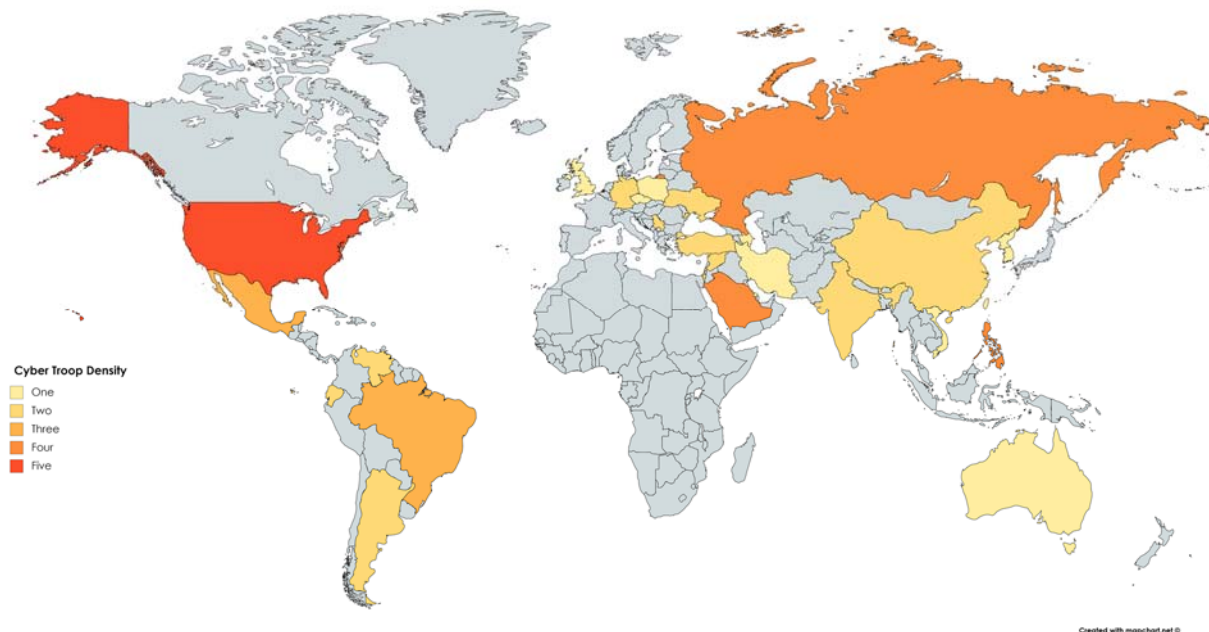 Cyber Troop Density
One
Two
Three
Four
Five
Created with mapchart.net ©